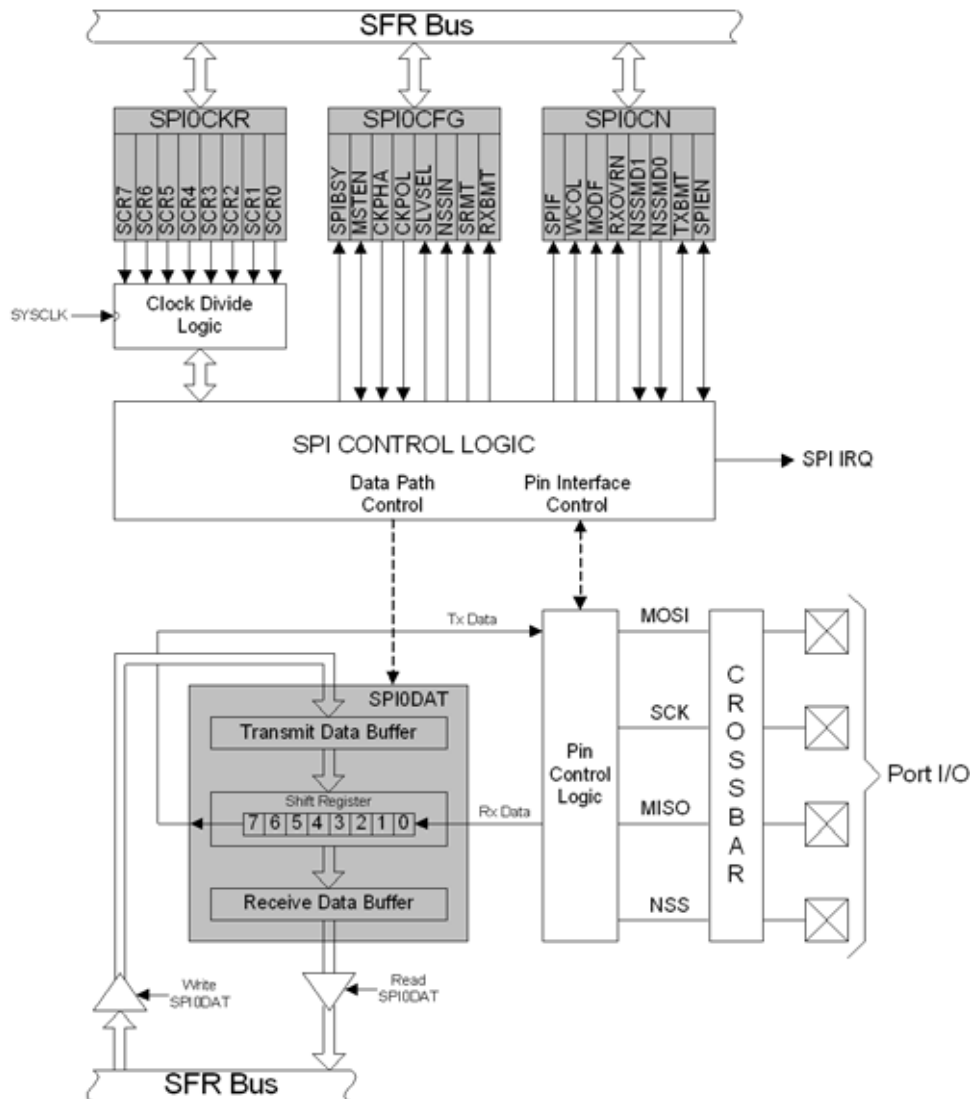 SFR Bus
SPI0CKR
SPI0CFG
SPI0CN
SCR7
SCR6
SCR5
SCR4
SCR3
SCR2
SCR1
SCR0
SPIBSY
MSTEN
CKPHA
CKPOL
SLVSEL
NSSIN
SRMT
RXBMT
SPIF
WCOL
MODF
RXOVRN
NSSMD1
NSSMD0
TXBMT
SPIEN
SYSCLK
Clock Divide
Logic
SPI CONTROL LOGIC
Data Path
Control
Pin Interface
Control
SPI IRQ
Tx Data
MOSI
SPI0DAT
Transmit Data Buffer
SCK
Shift Register
7 6 5 4 3 2 1 0
Rx Data
Pin
Control
Logic
MISO
CROSSBAR
Port I/O
Receive Data Buffer
NSS
Write
SPI0DAT
Read
SPI0DAT
SFR Bus